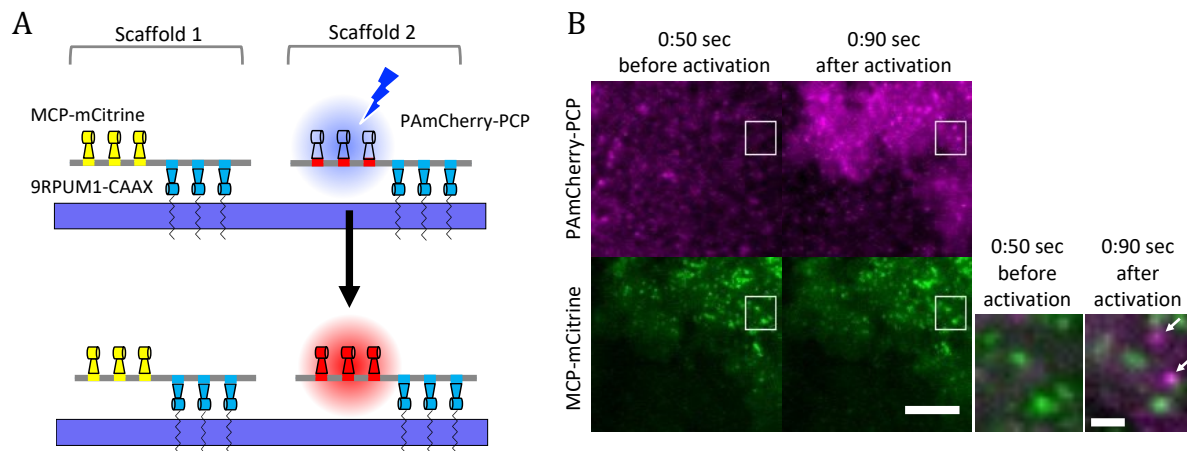 A
Scaffold 1
Scaffold 2
MCP-mCitrine
PAmCherry-PCP
9RPUM1-CAAX
B
0:50 sec
before activation
0:90 sec
after activation
PAmCherry-PCP
MCP-mCitrine
0:50 sec
before
activation
0:90 sec
after
activation